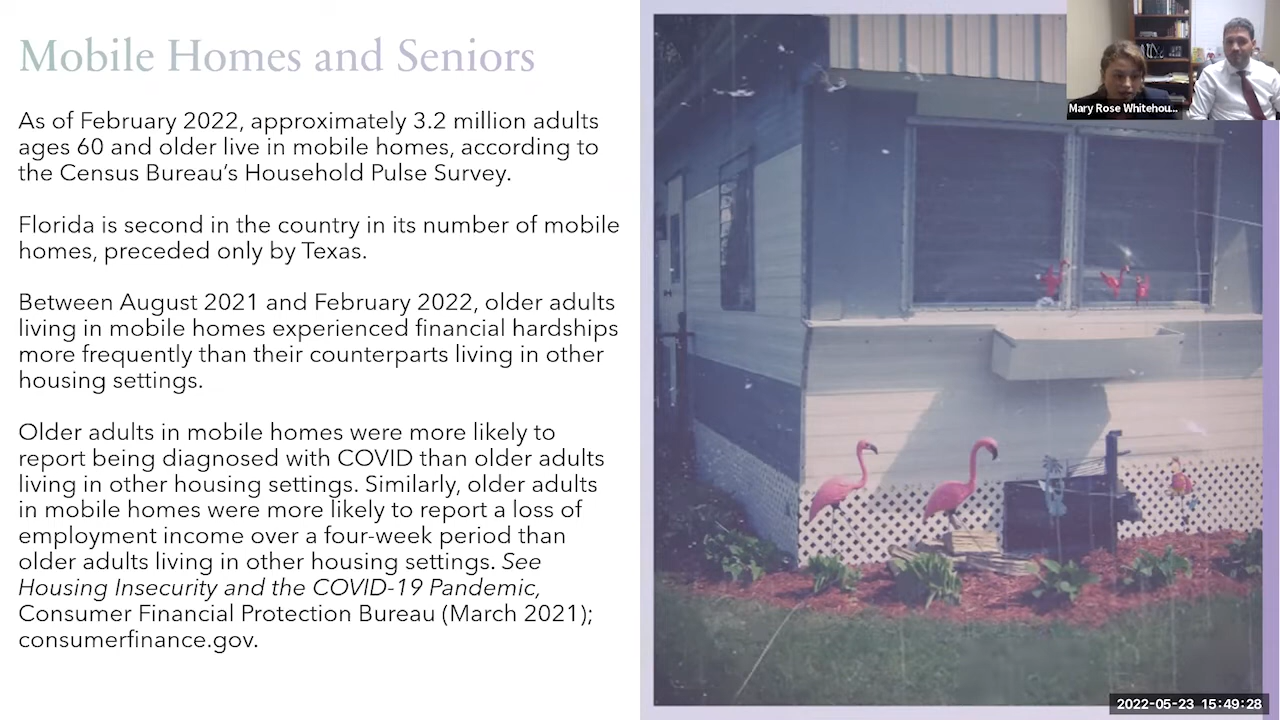 Mobile Homes and Seniors
Mary Rose Whitehou...
As of February 2022, approximately 3.2 million adults
ages 60 and older live in mobile homes, according to
the Census Bureau’s Household Pulse Survey.
Florida is second in the country in its number of mobile
homes, preceded only by Texas.
Between August 2021 and February 2022, older adults
living in mobile homes experienced financial hardships
more frequently than their counterparts living in other
housing settings.
Older adults in mobile homes were more likely to
report being diagnosed with COVID than older adults
living in other housing settings. Similarly, older adults
in mobile homes were more likely to report a loss of
employment income over a four-week period than
older adults living in other housing settings. See
Housing Insecurity and the COVID-19 Pandemic,
Consumer Financial Protection Bureau (March 2021);
consumerfinance.gov.
2022-05-23 15:49:28